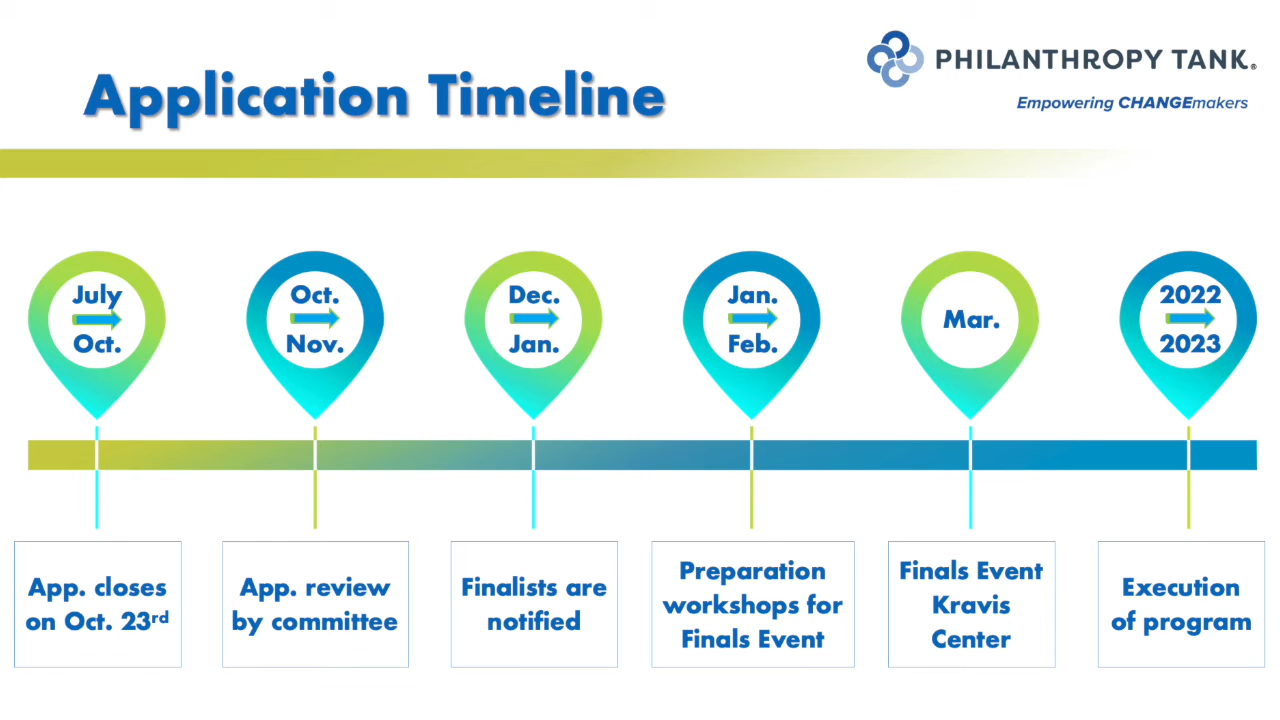 Application Timeline
PHILANTHROPY TANK®
Empowering CHANGEmakers
July
Oct.
Oct.
Nov.
Dec.
Jan.
Jan.
Feb.
Mar.
2022
2023
App. closes
on Oct. 23rd
App. review
by committee
Finalists are
notified
Preparation
workshops for
Finals Event
Finals Event
Kravis
Center
Execution
of program